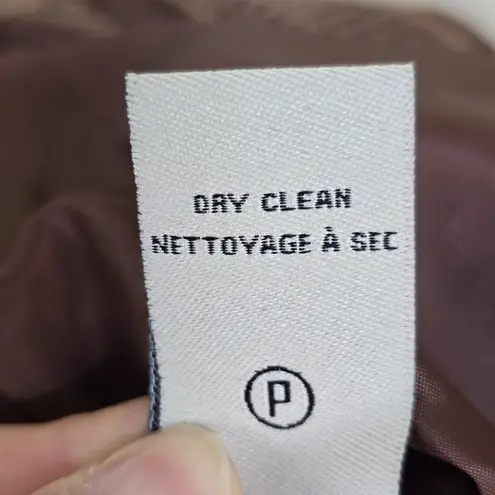 DRY CLEAN
NETTOYAGE À SEC
P